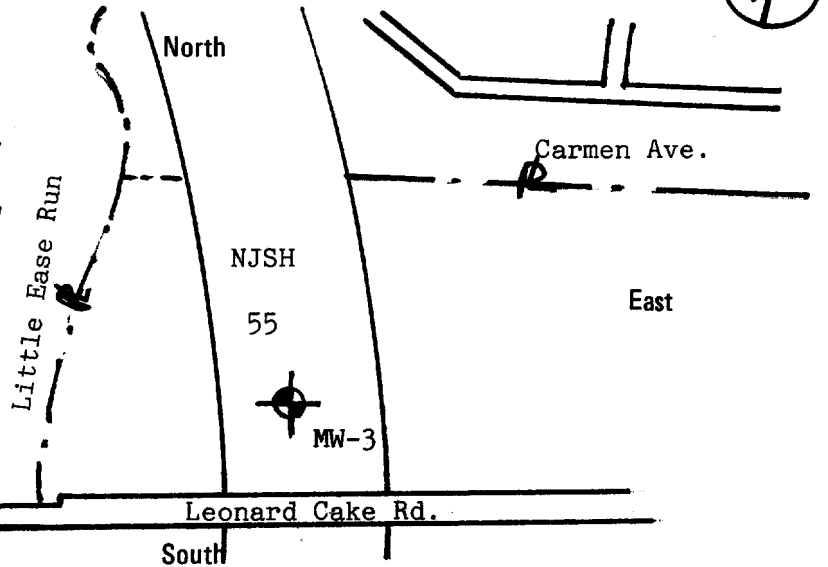 North
Carmen Ave.
Little Ease Run
NJSH
55
East
MW-3
Leonard Cake Rd.
South